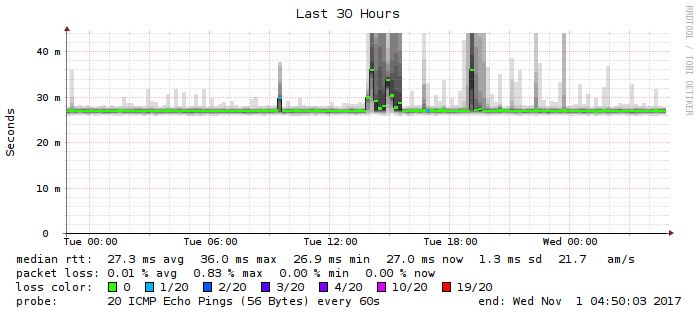 Last 30 Hours
RRDTOOL / TOBI OETIKER
Seconds
40 m
30 m
20 m
10 m
0
Tue 00:00 Tue 06:00 Tue 12:00 Tue 18:00 Wed 00:00
median rtt: 27.3 ms avg 36.0 ms max 26.9 ms min 27.0 ms now 1.3 ms sd 21.7 am/s
packet loss: 0.01 % avg 0.83 % max 0.00 % min 0.00 % now
loss color: 0 1/20 2/20 3/20 4/20 10/20 19/20
probe: 20 ICMP Echo Pings (56 Bytes) every 60s end: Wed Nov 1 04:50:03 2017